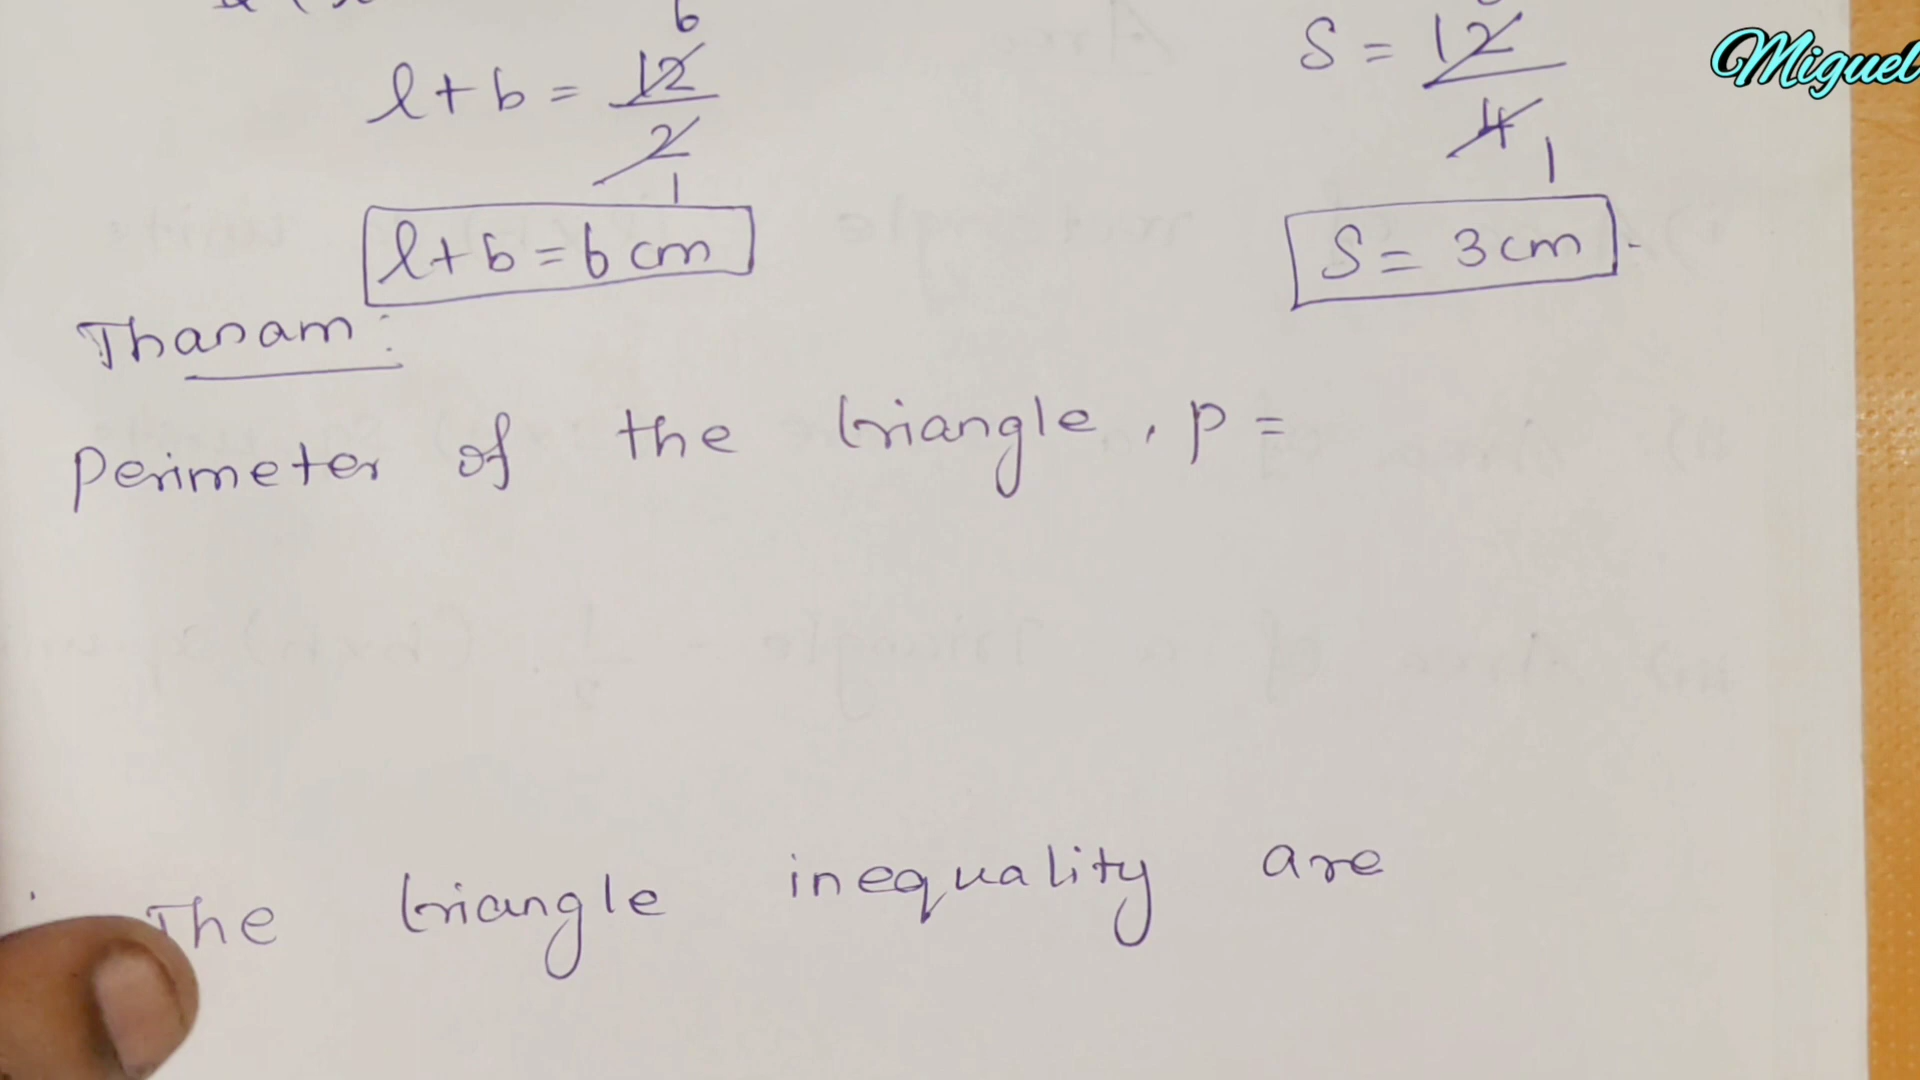 6
l + b = 12
2
1
l + b = 6 cm
S = 12
4
1
S = 3 cm
Miguel
Thanam :
Perimeter of the triangle, p =
The triangle inequality are